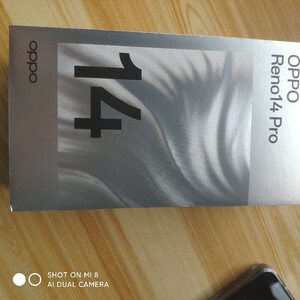 OPPO
Reno14 Pro
14
oppo
SHOT ON MI 8
AI DUAL CAMERA